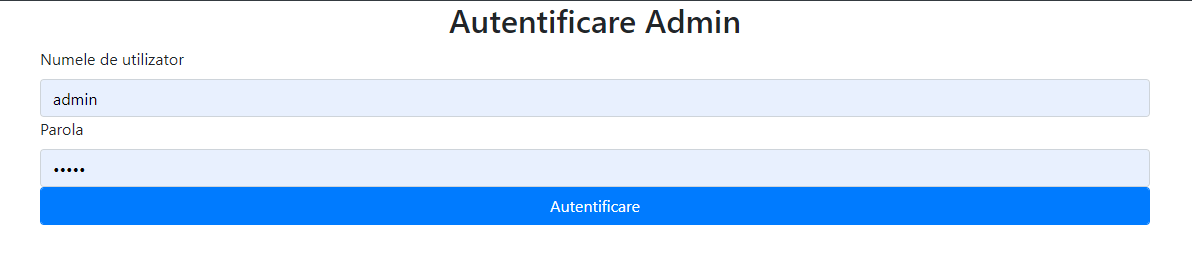 Autentificare Admin
Numele de utilizator
admin
Parola
•••••
Autentificare